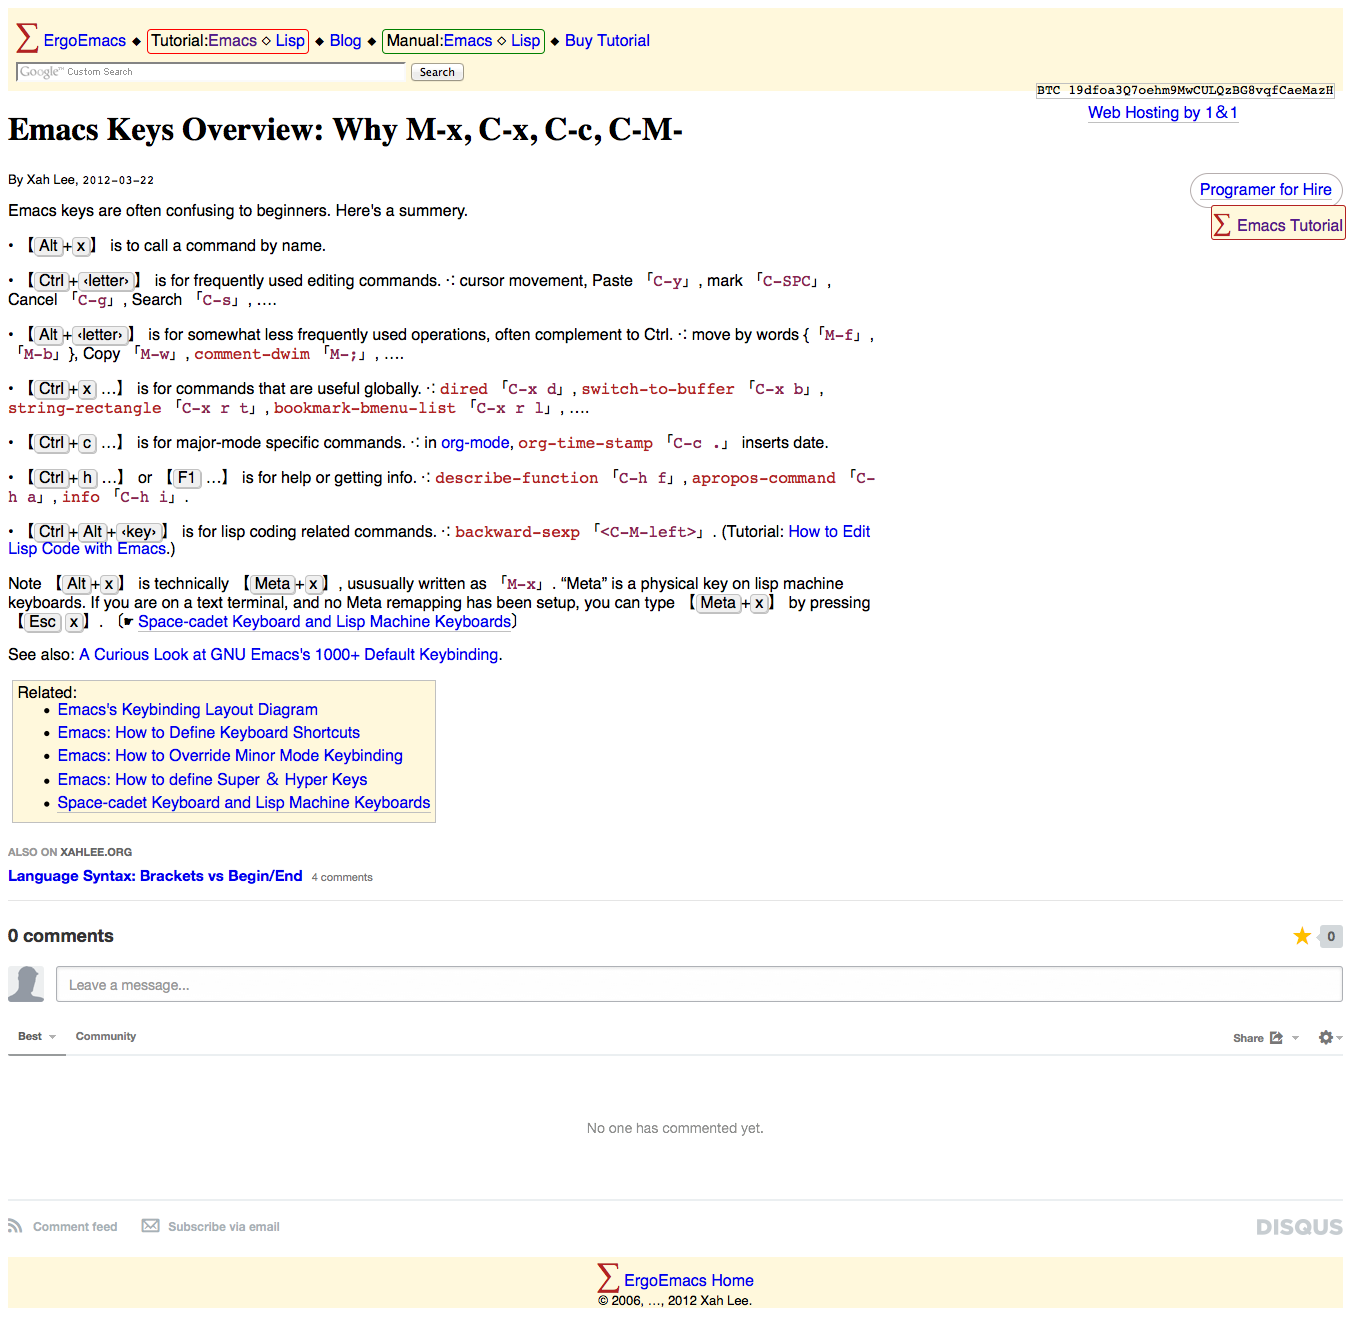 ∑ ErgoEmacs ◆ Tutorial:Emacs ◇ Lisp ◆ Blog ◆ Manual:Emacs ◇ Lisp ◆ Buy Tutorial
Google™ Custom Search Search
BTC 19dfoa3Q7oehm9MwCULQzBG8vqfCaeMazH
Web Hosting by 1&1
Emacs Keys Overview: Why M-x, C-x, C-c, C-M-
By Xah Lee, 2012-03-22
Programer for Hire
∑ Emacs Tutorial
Emacs keys are often confusing to beginners. Here's a summery.
• 【Alt+x】 is to call a command by name.
• 【Ctrl+‹letter›】 is for frequently used editing commands. ⁖ cursor movement, Paste 「C-y」, mark 「C-SPC」,
Cancel 「C-g」, Search 「C-s」, ….
• 【Alt+‹letter›】 is for somewhat less frequently used operations, often complement to Ctrl. ⁖ move by words {「M-f」,
「M-b」}, Copy 「M-w」, comment-dwim 「M-;」, ….
• 【Ctrl+x …】 is for commands that are useful globally. ⁖ dired 「C-x d」, switch-to-buffer 「C-x b」,
string-rectangle 「C-x r t」, bookmark-bmenu-list 「C-x r l」, ….
• 【Ctrl+c …】 is for major-mode specific commands. ⁖ in org-mode, org-time-stamp 「C-c .」 inserts date.
• 【Ctrl+h …】 or 【F1 …】 is for help or getting info. ⁖ describe-function 「C-h f」, apropos-command 「C-
h a」, info 「C-h i」.
• 【Ctrl+Alt+‹key›】 is for lisp coding related commands. ⁖ backward-sexp 「<C-M-left>」. (Tutorial: How to Edit
Lisp Code with Emacs.)
Note 【Alt+x】 is technically 【Meta+x】, ususually written as 「M-x」. “Meta” is a physical key on lisp machine
keyboards. If you are on a text terminal, and no Meta remapping has been setup, you can type 【Meta+x】 by pressing
【Esc x】. 〔☛ Space-cadet Keyboard and Lisp Machine Keyboards〕
See also: A Curious Look at GNU Emacs's 1000+ Default Keybinding.
Related:
• Emacs's Keybinding Layout Diagram
• Emacs: How to Define Keyboard Shortcuts
• Emacs: How to Override Minor Mode Keybinding
• Emacs: How to define Super & Hyper Keys
• Space-cadet Keyboard and Lisp Machine Keyboards
ALSO ON XAHLEE.ORG
Language Syntax: Brackets vs Begin/End 4 comments
0 comments
★ 0
Leave a message...
Best Community
Share
No one has commented yet.
Comment feed Subscribe via email
DISQUS
∑ ErgoEmacs Home
© 2006, …, 2012 Xah Lee.